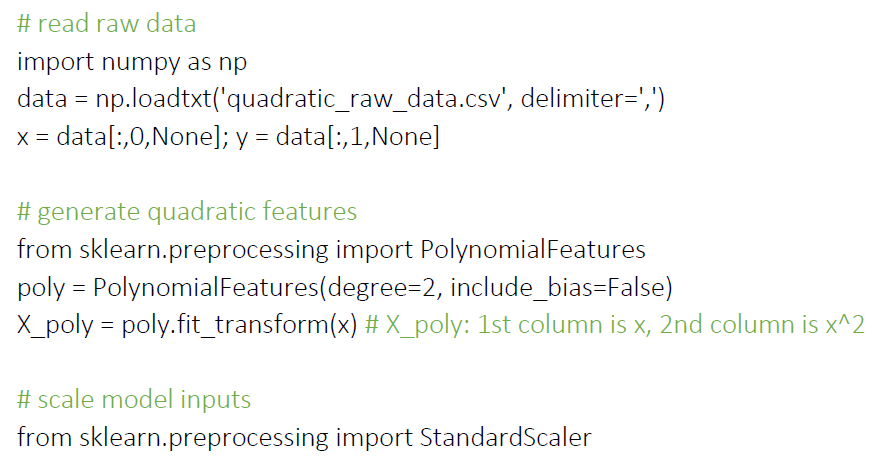 # read raw data
import numpy as np
data = np.loadtxt('quadratic_raw_data.csv', delimiter=',')
x = data[:,0,None]; y = data[:,1,None]
# generate quadratic features
from sklearn.preprocessing import PolynomialFeatures
poly = PolynomialFeatures(degree=2, include_bias=False)
X_poly = poly.fit_transform(x) # X_poly: 1st column is x, 2nd column is x^2
# scale model inputs
from sklearn.preprocessing import StandardScaler